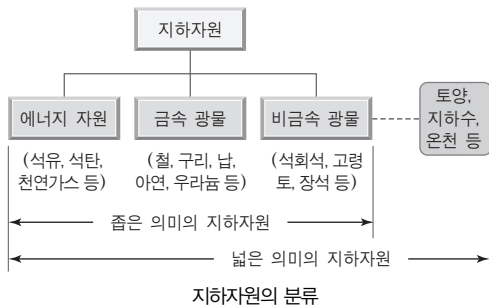 지하자원
에너지 자원
금속 광물
비금속 광물
토양,
지하수,
온천 등
(석유, 석탄,
천연가스 등)
(철, 구리, 납,
아연, 우라늄 등)
(석회석, 고령
토, 장석 등)
좁은 의미의 지하자원
넓은 의미의 지하자원
지하자원의 분류